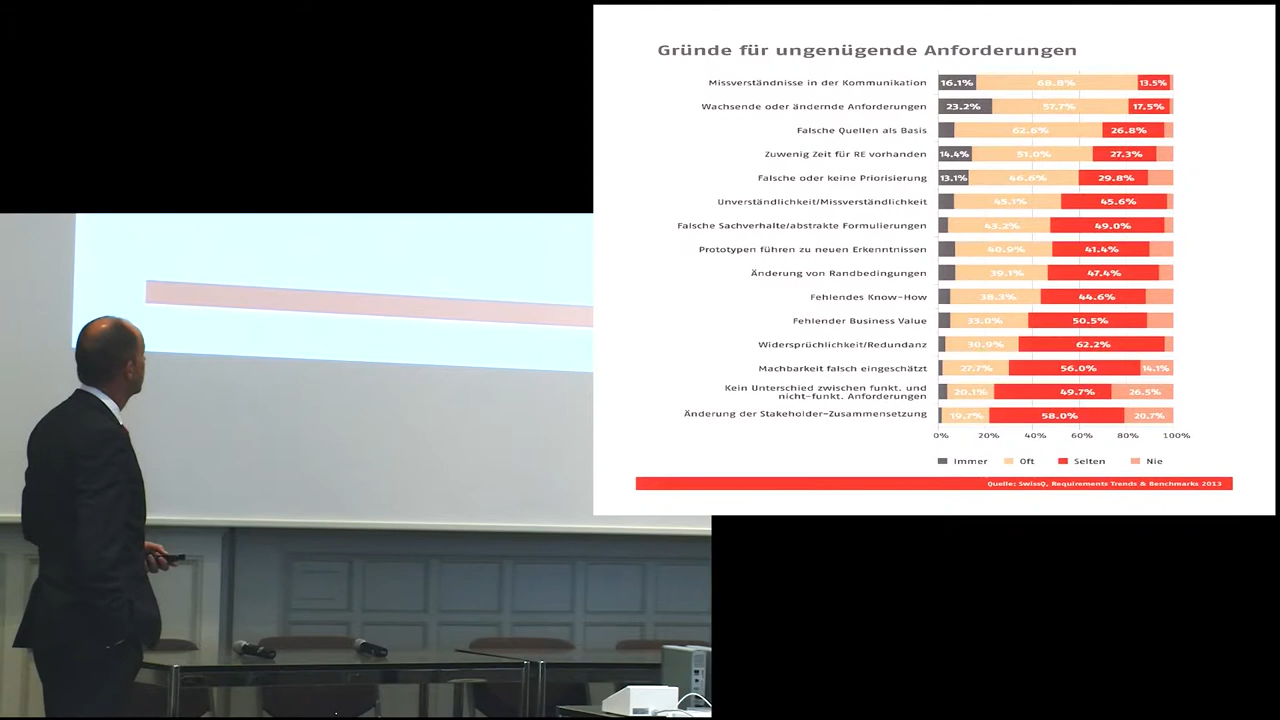 Gründe für ungenügende Anforderungen
Missverständnisse in der Kommunikation 16.1% 68.8% 13.5%
Wachsende oder ändernde Anforderungen 23.2% 57.7% 17.5%
Falsche Quellen als Basis 62.6% 26.8%
Zuwenig Zeit für RE vorhanden 14.4% 51.0% 27.3%
Falsche oder keine Priorisierung 13.1% 46.6% 29.8%
Unverständlichkeit/Missverständlichkeit 45.1% 45.6%
Falsche Sachverhalte/abstrakte Formulierungen 43.2% 49.0%
Prototypen führen zu neuen Erkenntnissen 40.9% 41.4%
Änderung von Randbedingungen 39.1% 47.4%
Fehlendes Know-How 38.3% 44.6%
Fehlender Business Value 33.0% 50.5%
Widersprüchlichkeit/Redundanz 30.9% 62.2%
Machbarkeit falsch eingeschätzt 27.7% 56.0% 14.1%
Kein Unterschied zwischen funkt. und
nicht-funkt. Anforderungen 20.1% 49.7% 26.5%
Änderung der Stakeholder-Zusammensetzung 19.7% 58.0% 20.7%
0% 20% 40% 60% 80% 100%
Immer Oft Selten Nie
Quelle: SwissQ, Requirements Trends & Benchmarks 2013